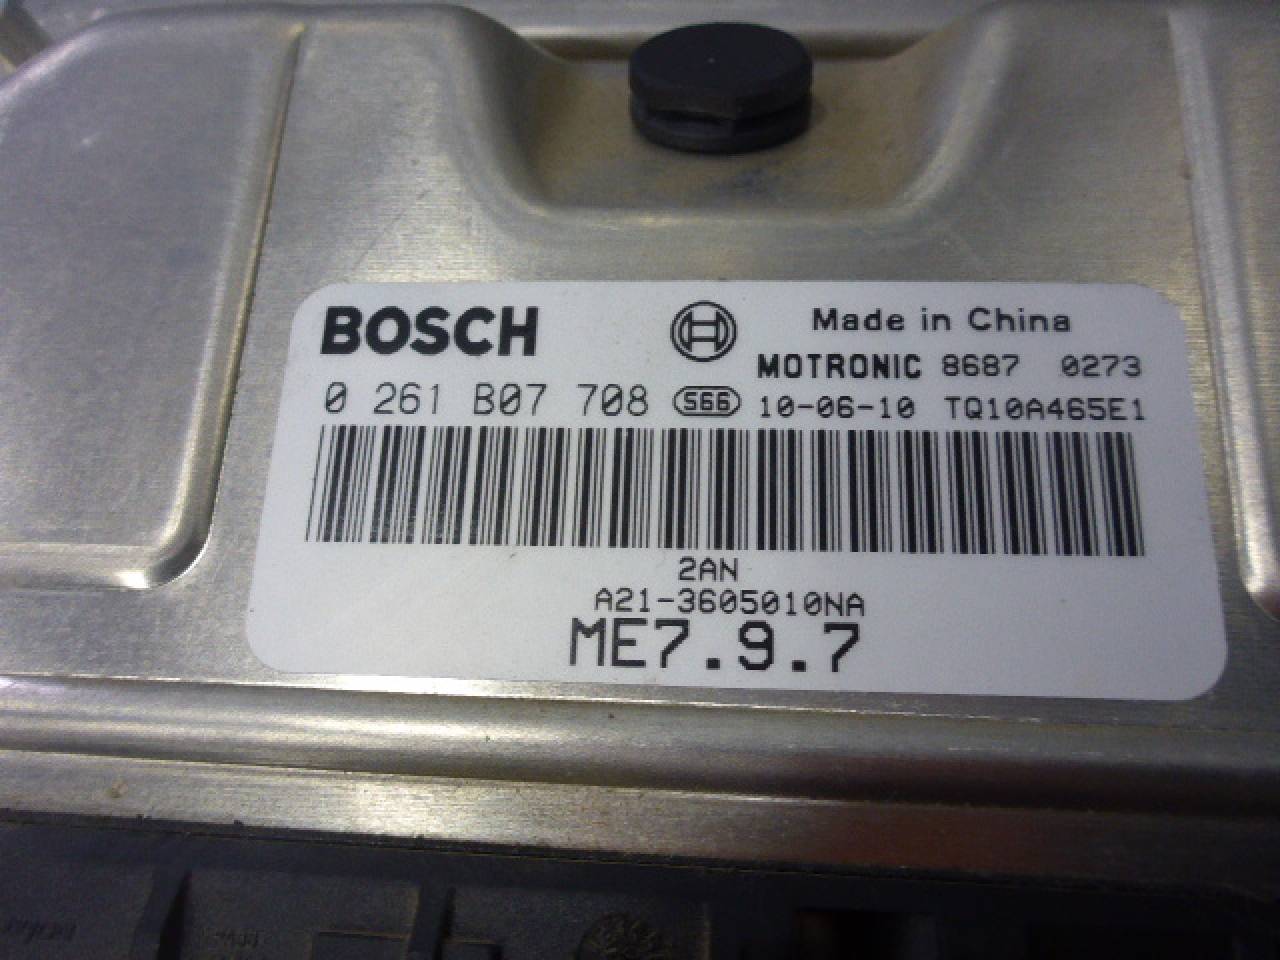 BOSCH
Made in China
MOTRONIC 8687 0273
0 261 B07 708 S66 10-06-10 TQ10A465E1
2AN
A21-3605010NA
ME7.9.7